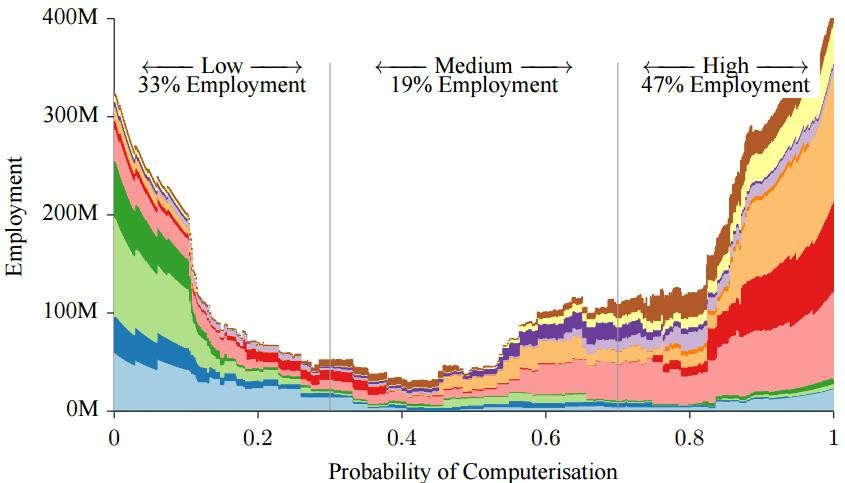 400M
300M
200M
100M
0M
Employment
←— Low —→
33% Employment
←— Medium —→
19% Employment
←— High —→
47% Employment
0 0.2 0.4 0.6 0.8 1
Probability of Computerisation